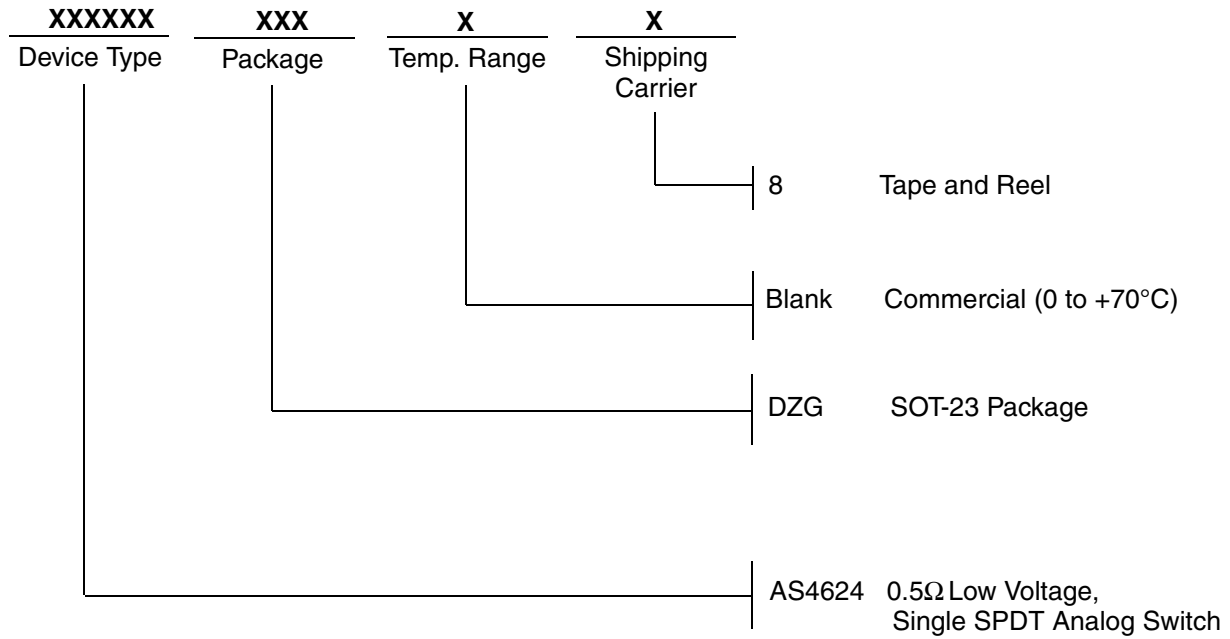 XXXXXX XXX X X
Device Type Package Temp. Range Shipping
Carrier
8 Tape and Reel
Blank Commercial (0 to +70°C)
DZG SOT-23 Package
AS4624 0.5Ω Low Voltage,
Single SPDT Analog Switch